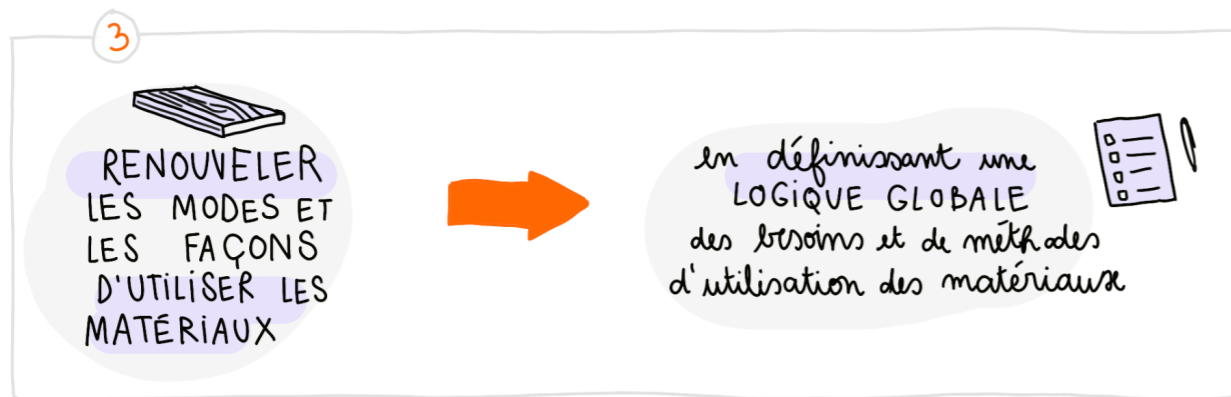 3
RENOUVELER
LES MODES ET
LES FAÇONS
D'UTILISER LES
MATÉRIAUX
en définissant une
LOGIQUE GLOBALE
des besoins et de méthodes
d'utilisation des matériaux